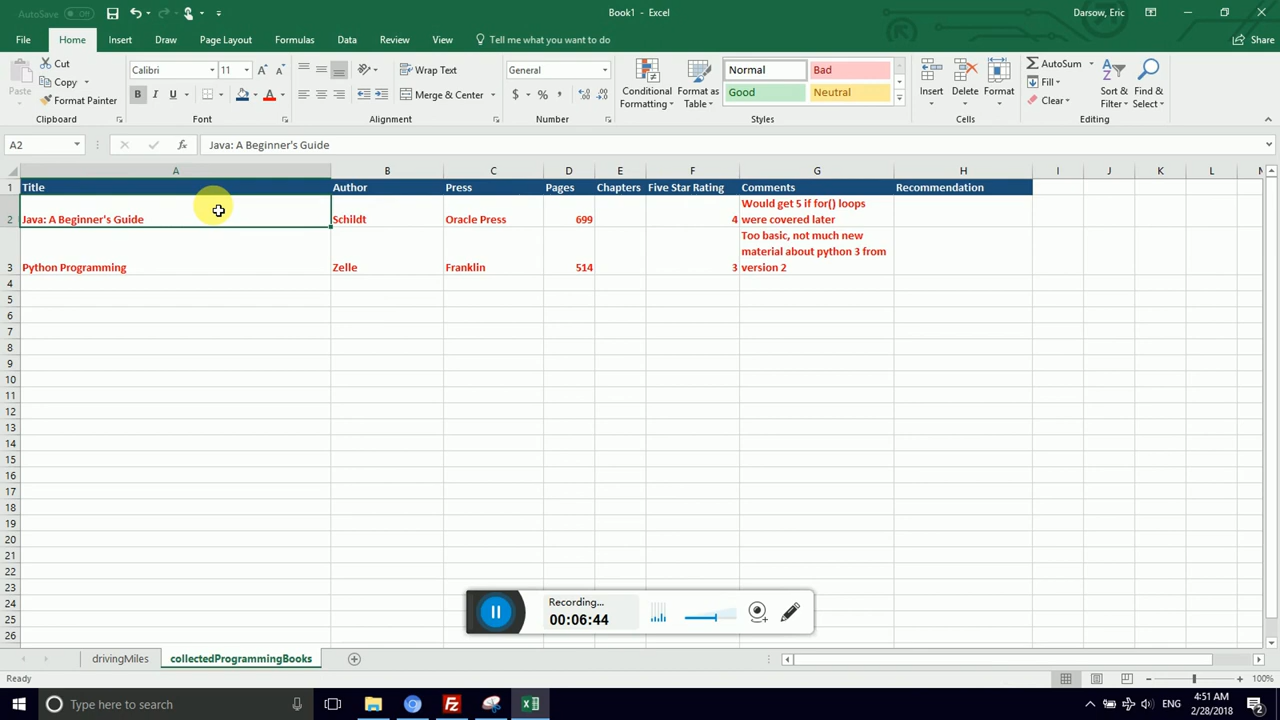 AutoSave Off
Book1 - Excel
Darsow, Eric
File Home Insert Draw Page Layout Formulas Data Review View Tell me what you want to do Share
Paste
Cut
Copy
Format Painter
Clipboard
Calibri 11
B I U
Font
Wrap Text
Merge & Center
Alignment
General
$ % ,
Number
Conditional
Formatting
Format as
Table
Normal Bad
Good Neutral
Styles
Insert Delete Format
Cells
AutoSum
Fill
Clear
Sort &
Filter
Find &
Select
Editing
A2 fx Java: A Beginner's Guide
A B C D E F G H I J K L M
1 Title Author Press Pages Chapters Five Star Rating Comments Recommendation
2 Java: A Beginner's Guide Schildt Oracle Press 699 4 Would get 5 if for() loops
were covered later
3 Python Programming Zelle Franklin 514 3 Too basic, not much new
material about python 3 from
version 2
4
5
6
7
8
9
10
11
12
13
14
15
16
17
18
19
20
21
22
23
24
25
26
Recording...
00:06:44
drivingMiles collectedProgrammingBooks
Ready
100%
Type here to search
ENG
4:51 AM
2/28/2018
2